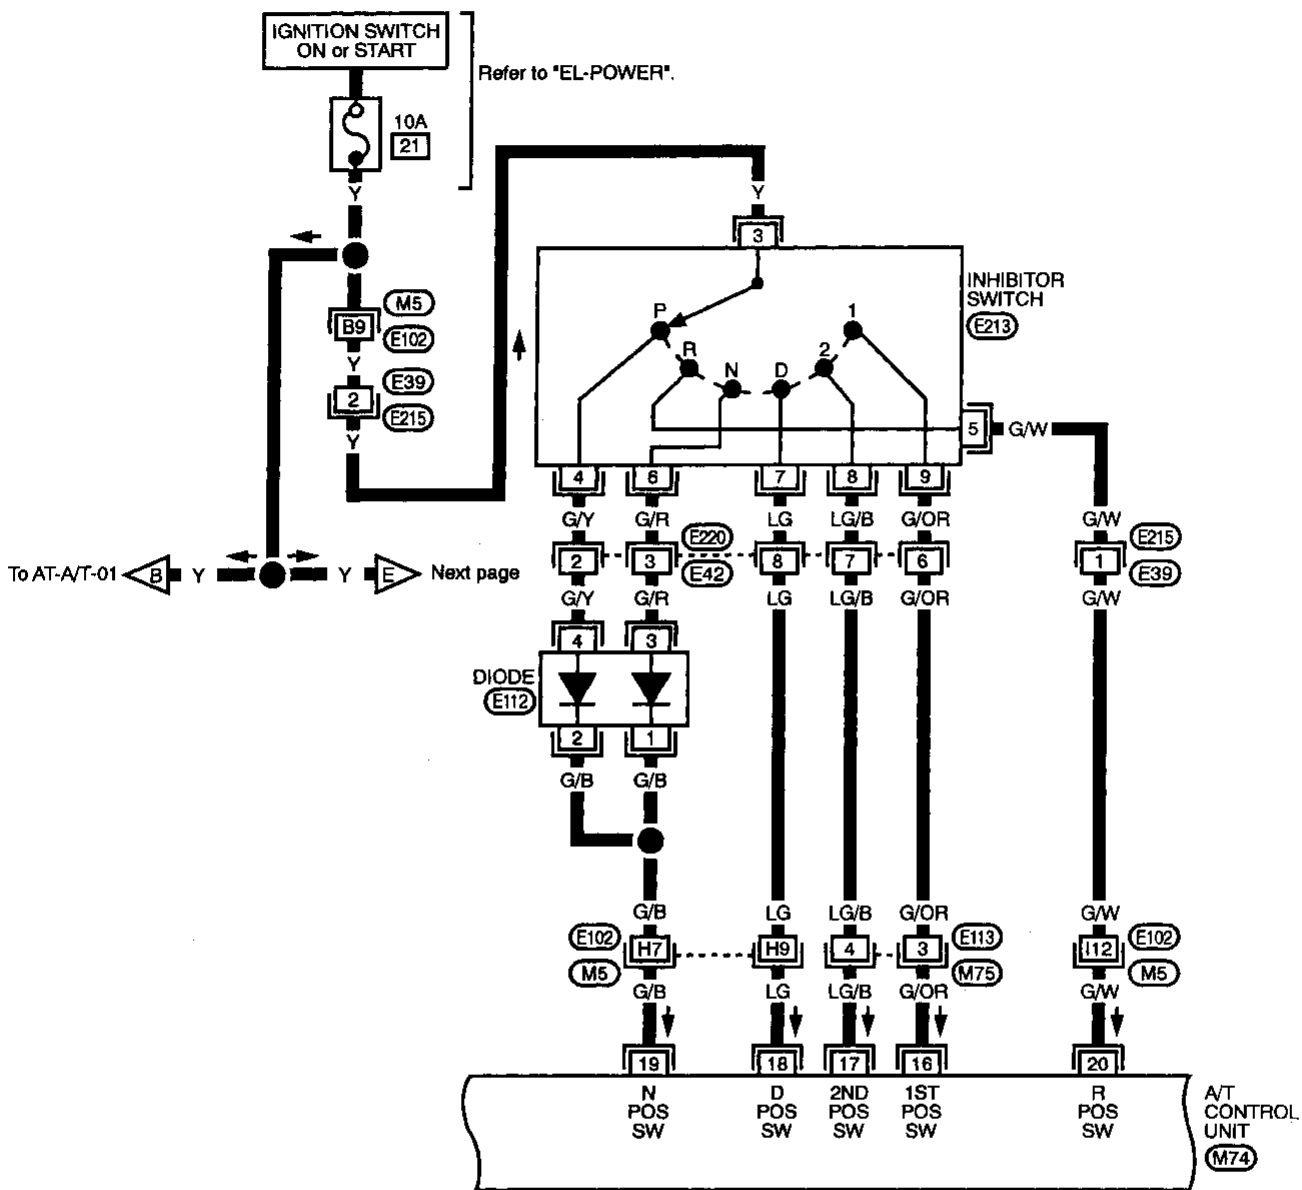 IGNITION SWITCH
ON or START
Refer to "EL-POWER".
10A
21
Y
Y
3
INHIBITOR
SWITCH
E213
M5
B9
E102
P
1
R
2
N
D
Y
E39
2
E215
Y
5
G/W
4
6
7
8
9
G/Y
G/R
LG
LG/B
G/OR
G/W
E220
E215
2
3
8
7
6
1
E42
E39
To AT-A/T-01
B
Y
Y
E
Next page
G/Y
G/R
LG
LG/B
G/OR
G/W
4
3
DIODE
E112
2
1
G/B
G/B
G/B
LG
LG/B
G/OR
G/W
E102
H7
H9
4
3
E113
I12
E102
M5
M75
M5
G/B
LG
LG/B
G/OR
G/W
19
18
17
16
20
N
POS
SW
D
POS
SW
2ND
POS
SW
1ST
POS
SW
R
POS
SW
A/T
CONTROL
UNIT
M74